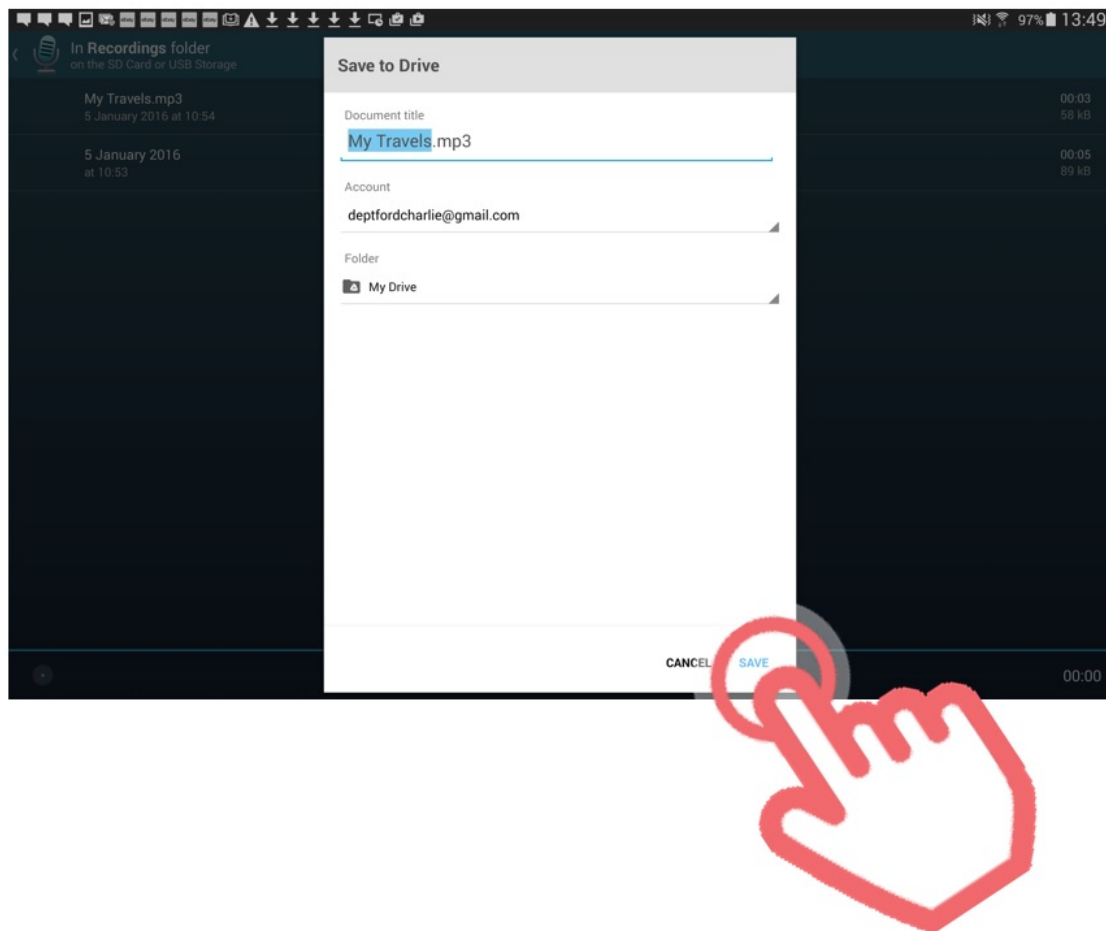 97% 13:49
In Recordings folder
on the SD Card or USB Storage
My Travels.mp3
5 January 2016 at 10:54
00:03
58 kB
5 January 2016
at 10:53
00:05
89 kB
Save to Drive
Document title
My Travels.mp3
Account
deptfordcharlie@gmail.com
Folder
My Drive
CANCEL SAVE
00:00